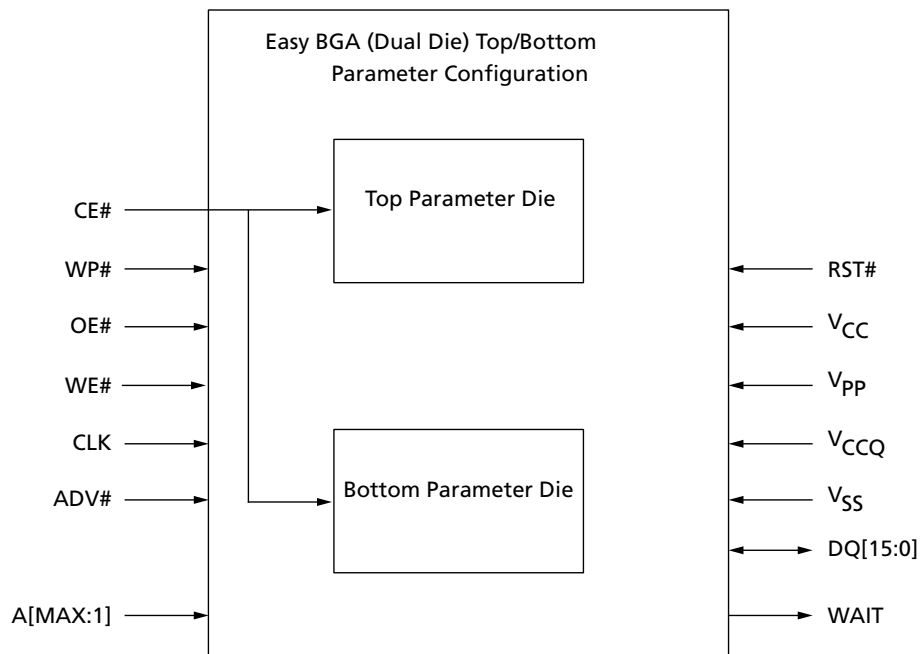 Easy BGA (Dual Die) Top/Bottom
Parameter Configuration
Top Parameter Die
Bottom Parameter Die
CE#
WP#
OE#
WE#
CLK
ADV#
A[MAX:1]
RST#
VCC
VPP
VCCQ
VSS
DQ[15:0]
WAIT